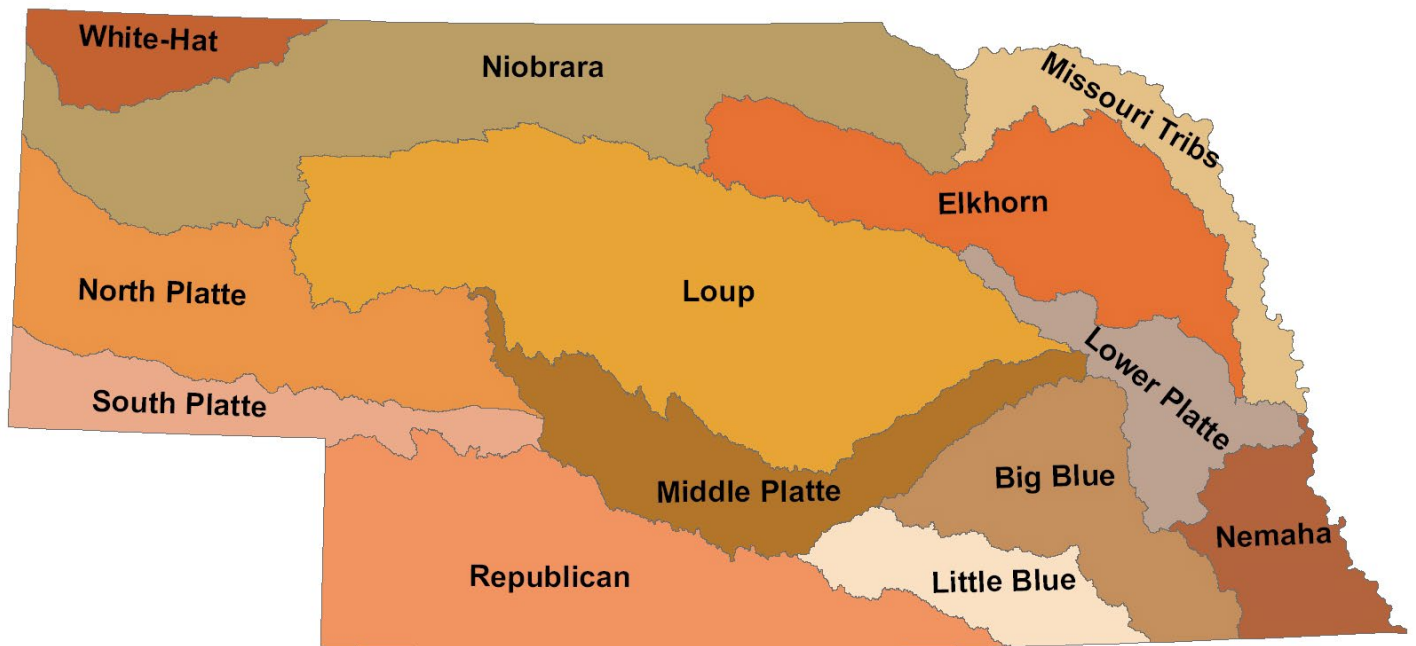 White-Hat
Niobrara
Missouri Tribs
Elkhorn
North Platte
Loup
Lower Platte
South Platte
Middle Platte
Big Blue
Nemaha
Republican
Little Blue